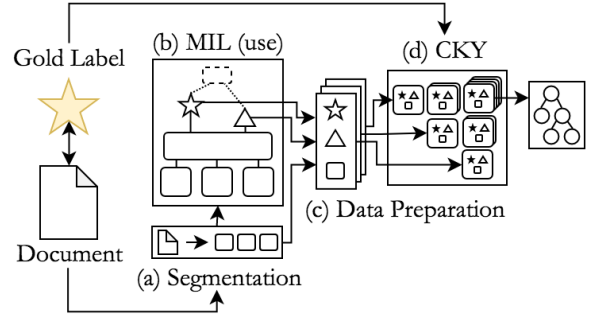 (b) MIL (use)
(d) CKY
Gold Label
(c) Data Preparation
Document
(a) Segmentation